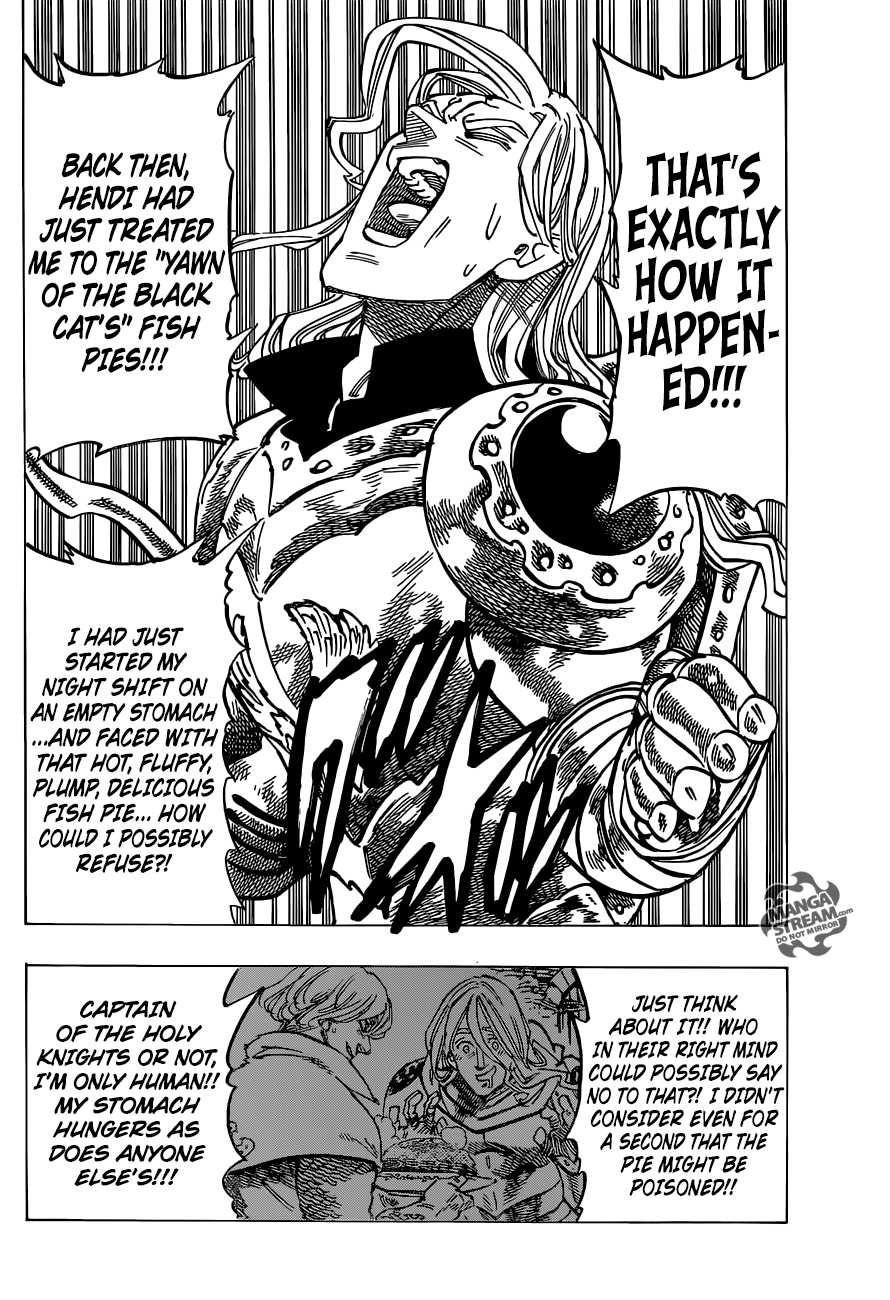 THAT'S
EXACTLY
HOW IT
HAPPEN-
ED!!!
BACK THEN,
HENDI HAD
JUST TREATED
ME TO THE "YAWN
OF THE BLACK
CAT'S" FISH
PIES!!!
I HAD JUST
STARTED MY
NIGHT SHIFT ON
AN EMPTY STOMACH
...AND FACED WITH
THAT HOT, FLUFFY,
PLUMP, DELICIOUS
FISH PIE... HOW
COULD I POSSIBLY
REFUSE?!
MANGA
STREAM.com
DO NOT MIRROR
JUST THINK
ABOUT IT!! WHO
IN THEIR RIGHT MIND
COULD POSSIBLY SAY
NO TO THAT?! I DIDN'T
CONSIDER EVEN FOR
A SECOND THAT THE
PIE MIGHT BE
POISONED!!
CAPTAIN
OF THE HOLY
KNIGHTS OR NOT,
I'M ONLY HUMAN!!
MY STOMACH
HUNGERS AS
DOES ANYONE
ELSE'S!!!